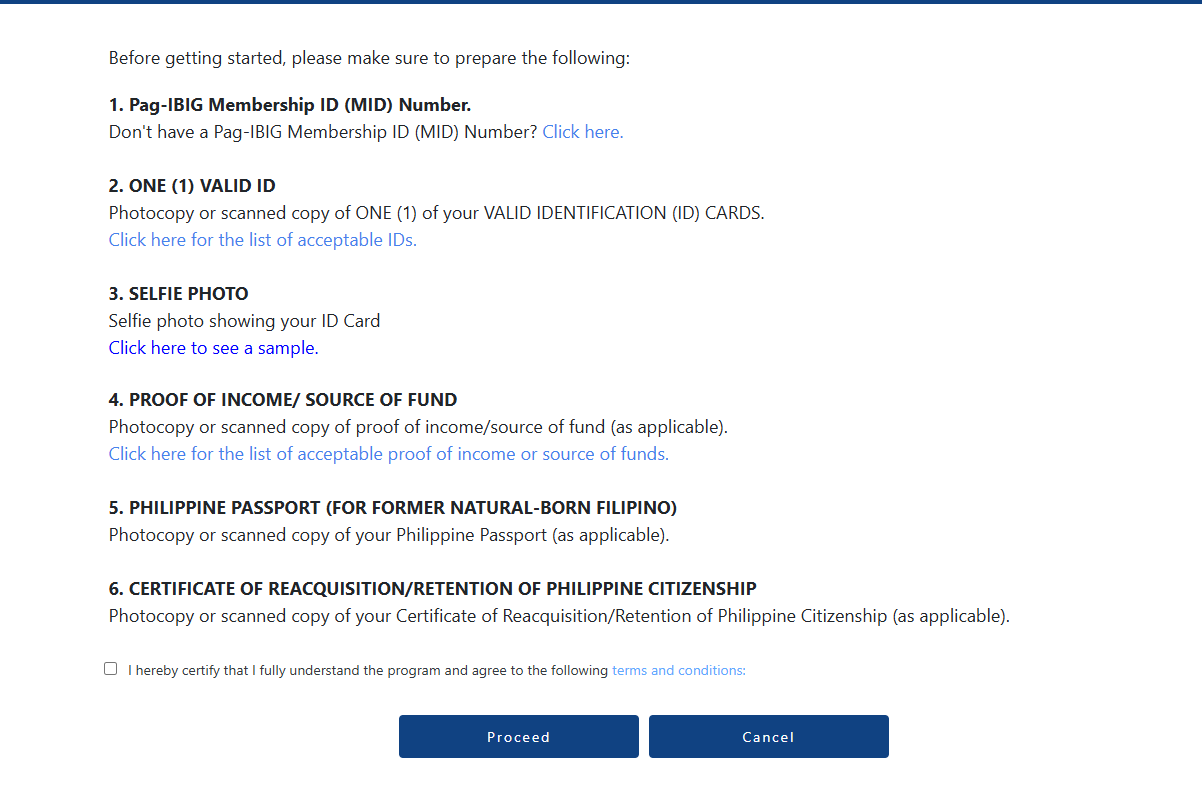 Before getting started, please make sure to prepare the following:
1. Pag-IBIG Membership ID (MID) Number.
Don't have a Pag-IBIG Membership ID (MID) Number? Click here.
2. ONE (1) VALID ID
Photocopy or scanned copy of ONE (1) of your VALID IDENTIFICATION (ID) CARDS.
Click here for the list of acceptable IDs.
3. SELFIE PHOTO
Selfie photo showing your ID Card
Click here to see a sample.
4. PROOF OF INCOME/ SOURCE OF FUND
Photocopy or scanned copy of proof of income/source of fund (as applicable).
Click here for the list of acceptable proof of income or source of funds.
5. PHILIPPINE PASSPORT (FOR FORMER NATURAL-BORN FILIPINO)
Photocopy or scanned copy of your Philippine Passport (as applicable).
6. CERTIFICATE OF REACQUISITION/RETENTION OF PHILIPPINE CITIZENSHIP
Photocopy or scanned copy of your Certificate of Reacquisition/Retention of Philippine Citizenship (as applicable).
I hereby certify that I fully understand the program and agree to the following terms and conditions:
Proceed Cancel